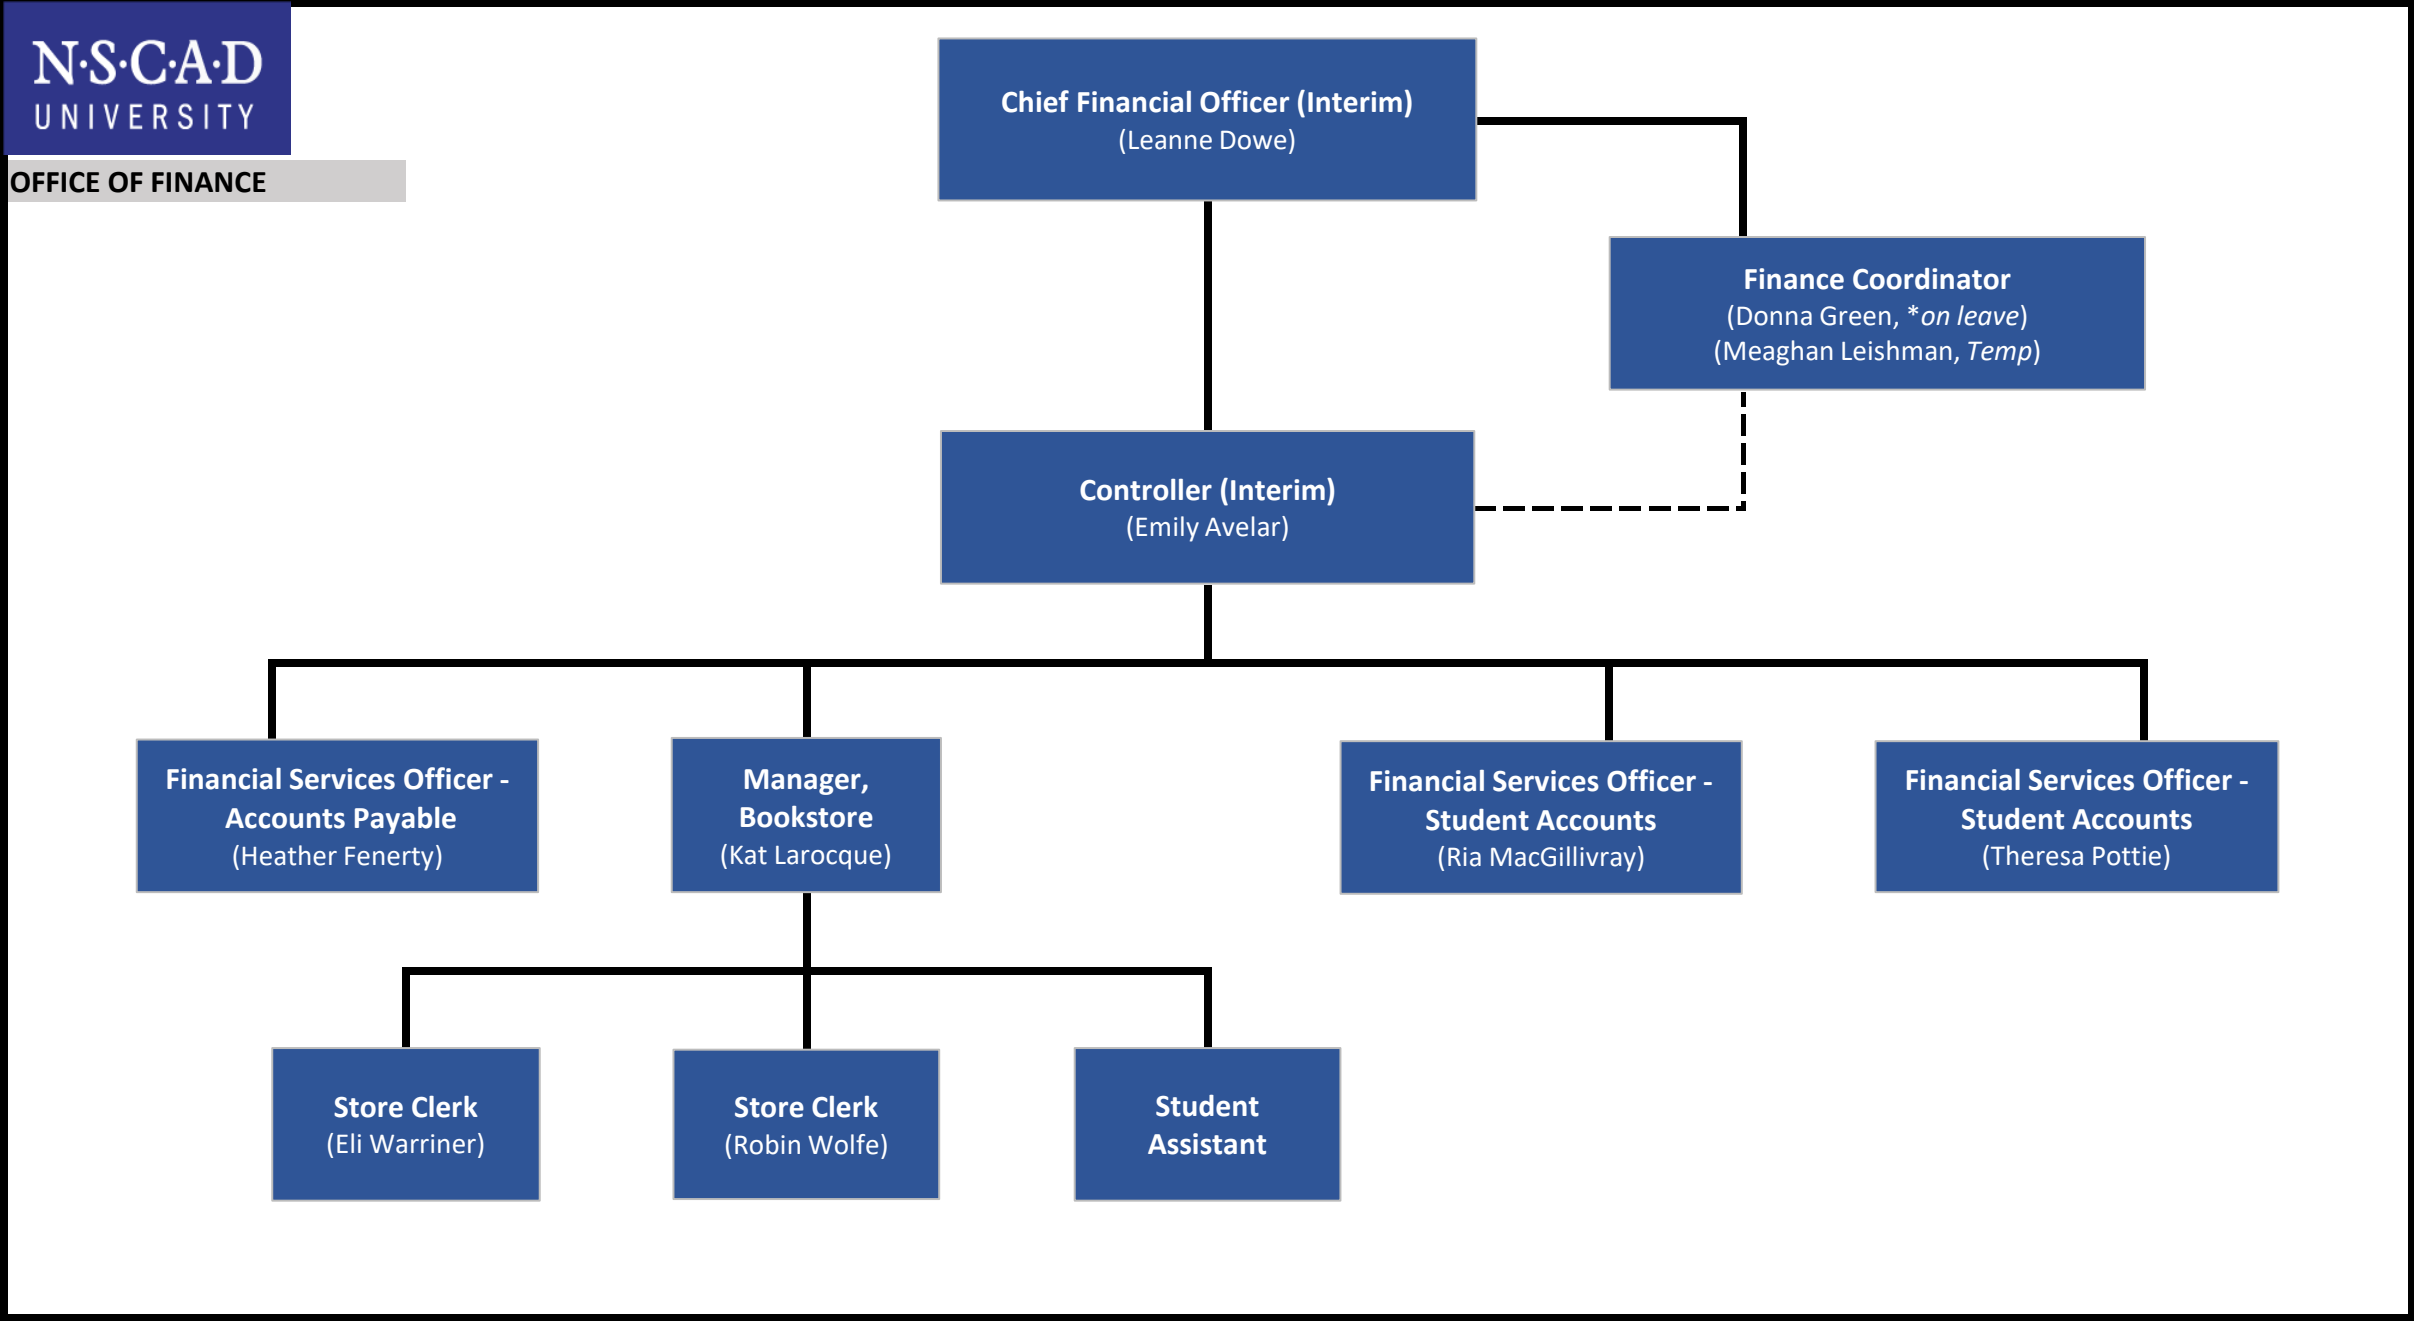 N·S·C·A·D
UNIVERSITY
OFFICE OF FINANCE
Chief Financial Officer (Interim)
(Leanne Dowe)
Finance Coordinator
(Donna Green, *on leave)
(Meaghan Leishman, Temp)
Controller (Interim)
(Emily Avelar)
Financial Services Officer -
Accounts Payable
(Heather Fenerty)
Manager,
Bookstore
(Kat Larocque)
Financial Services Officer -
Student Accounts
(Ria MacGillivray)
Financial Services Officer -
Student Accounts
(Theresa Pottie)
Store Clerk
(Eli Warriner)
Store Clerk
(Robin Wolfe)
Student
Assistant